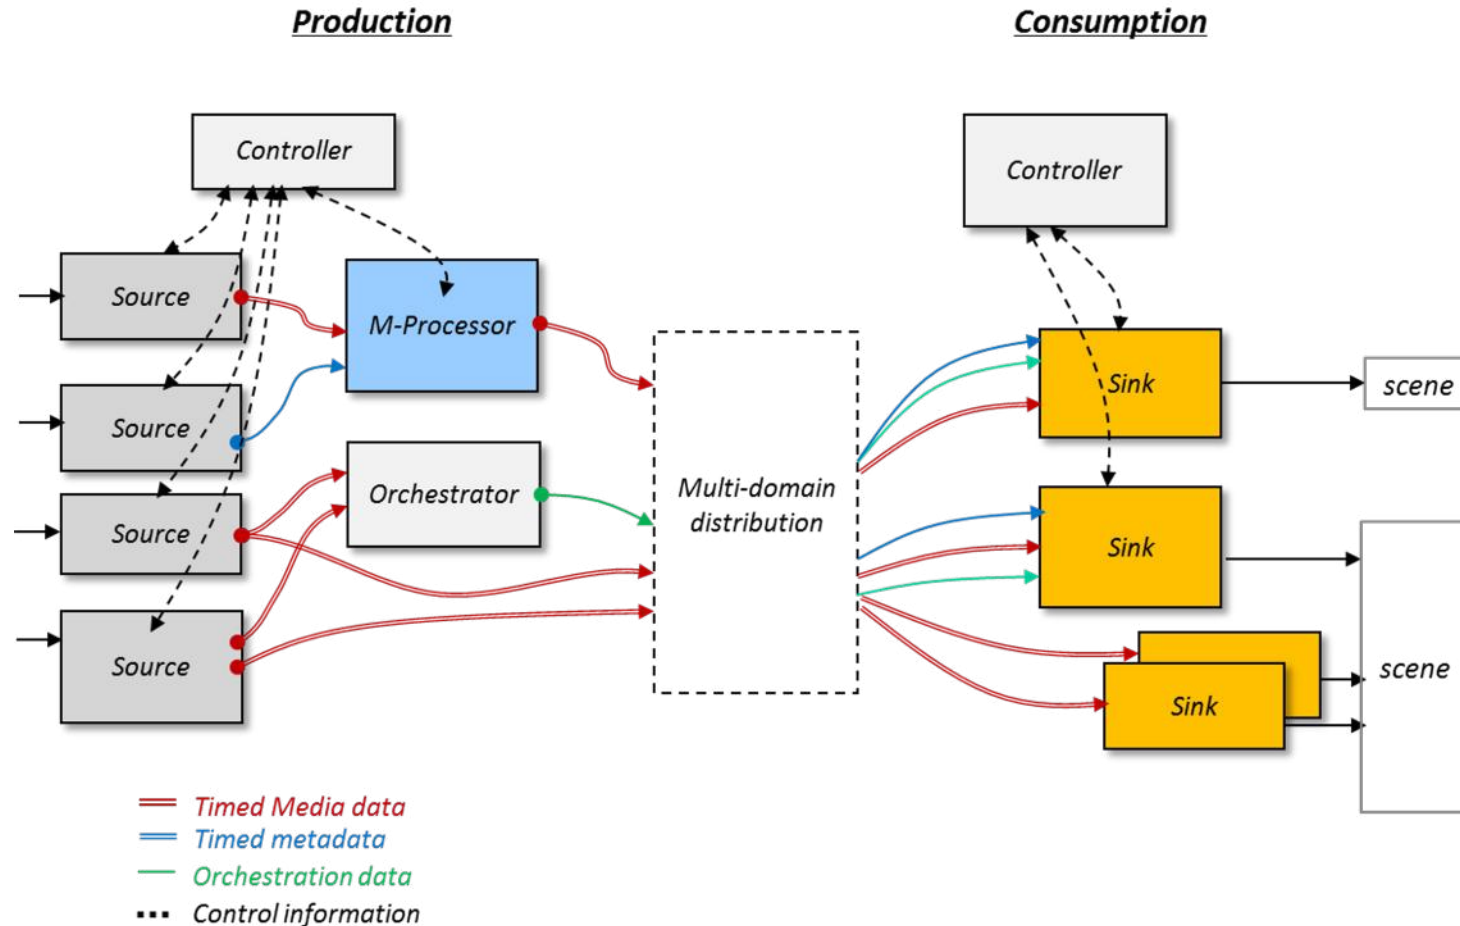 Production
Consumption
Controller
Controller
Source
M-Processor
Source
Sink
scene
Source
Orchestrator
Multi-domain
distribution
Sink
Source
Sink
scene
Timed Media data
Timed metadata
Orchestration data
Control information